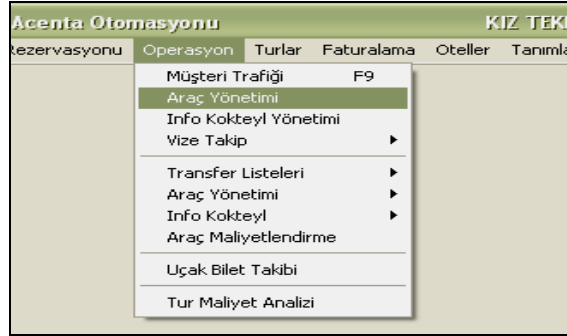 Acenta Otomasyonu KIZ TEK
Rezervasyonu Operasyon Turlar Faturalama Oteller Tanımla
Müşteri Trafiği F9
Araç Yönetimi
Info Kokteyl Yönetimi
Vize Takip
Transfer Listeleri
Araç Yönetimi
Info Kokteyl
Araç Maliyetlendirme
Uçak Bilet Takibi
Tur Maliyet Analizi